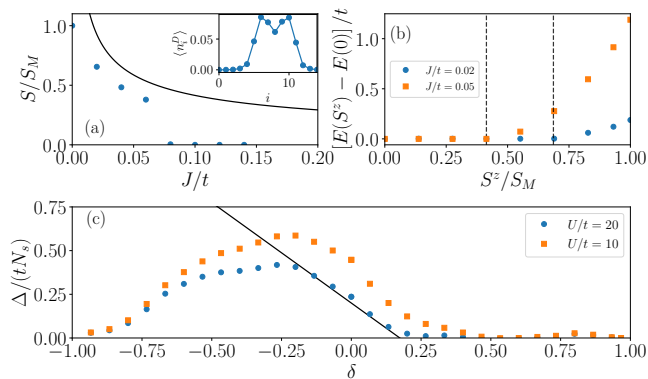 1.0
0.5
0.0
S/S_M
(a)
0.00 0.05 0.10 0.15 0.20
J/t
0.0
⟨n_i^D⟩
0 10
i
[E(S^z) − E(0)]/t
(b)
J/t = 0.02
J/t = 0.05
1.0
0.5
0.0
0.00 0.25 0.50 0.75 1.00
S^z/S_M
(c)
U/t = 20
U/t = 10
0.75
0.50
0.25
0.00
Δ/(tN_s)
−1.00 −0.75 −0.50 −0.25 0.00 0.25 0.50 0.75 1.00
δ